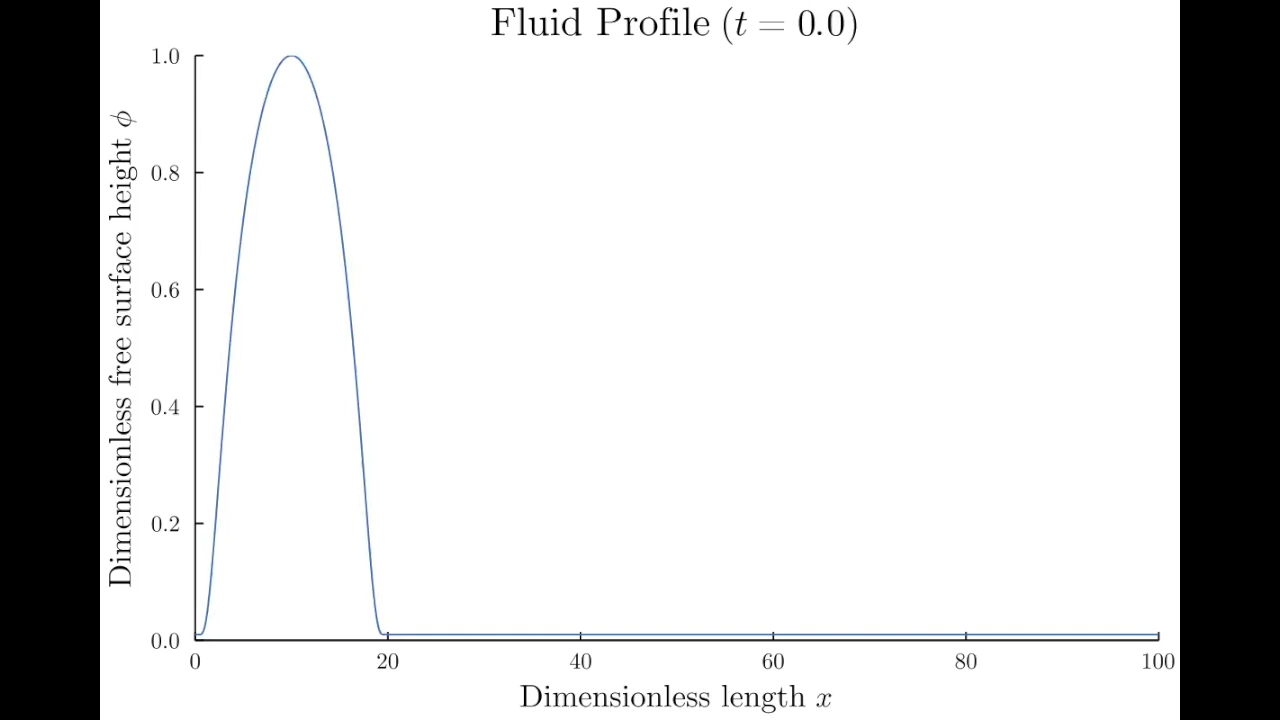 Fluid Profile (t = 0.0)
Dimensionless free surface height ϕ
1.0
0.8
0.6
0.4
0.2
0.0
0 20 40 60 80 100
Dimensionless length x